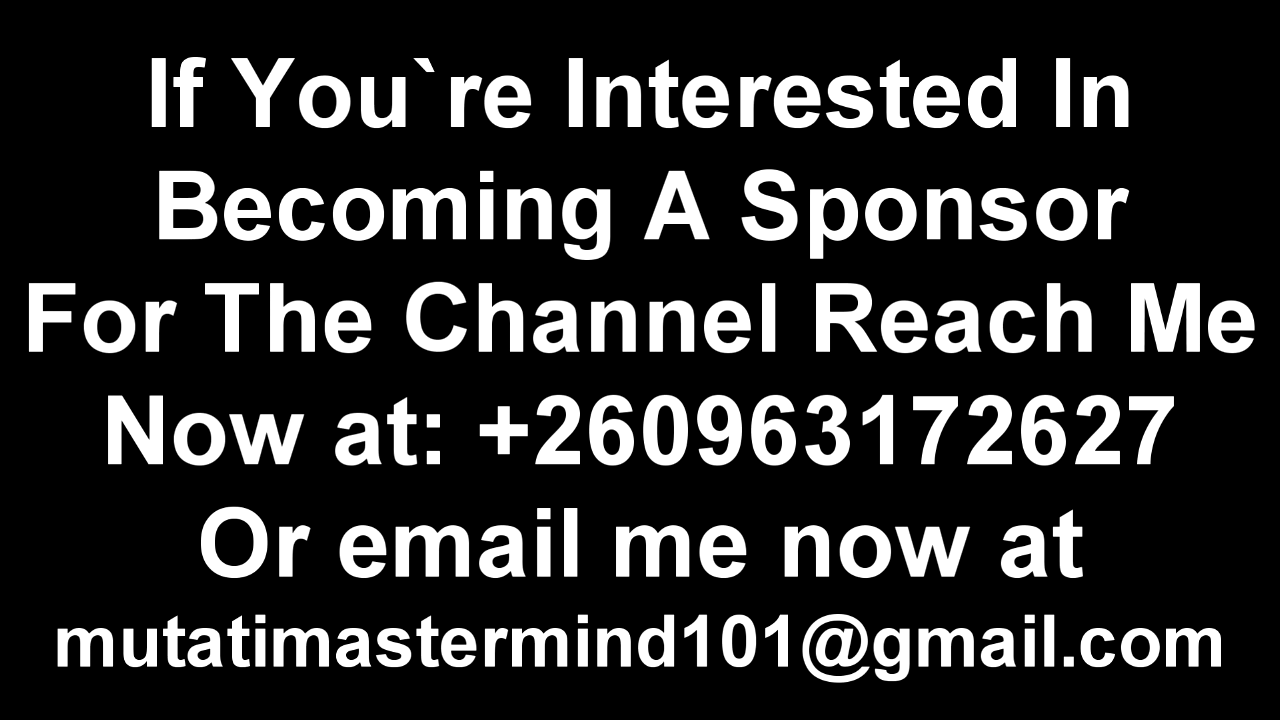 If You`re Interested In
Becoming A Sponsor
For The Channel Reach Me
Now at: +260963172627
Or email me now at
mutatimastermind101@gmail.com